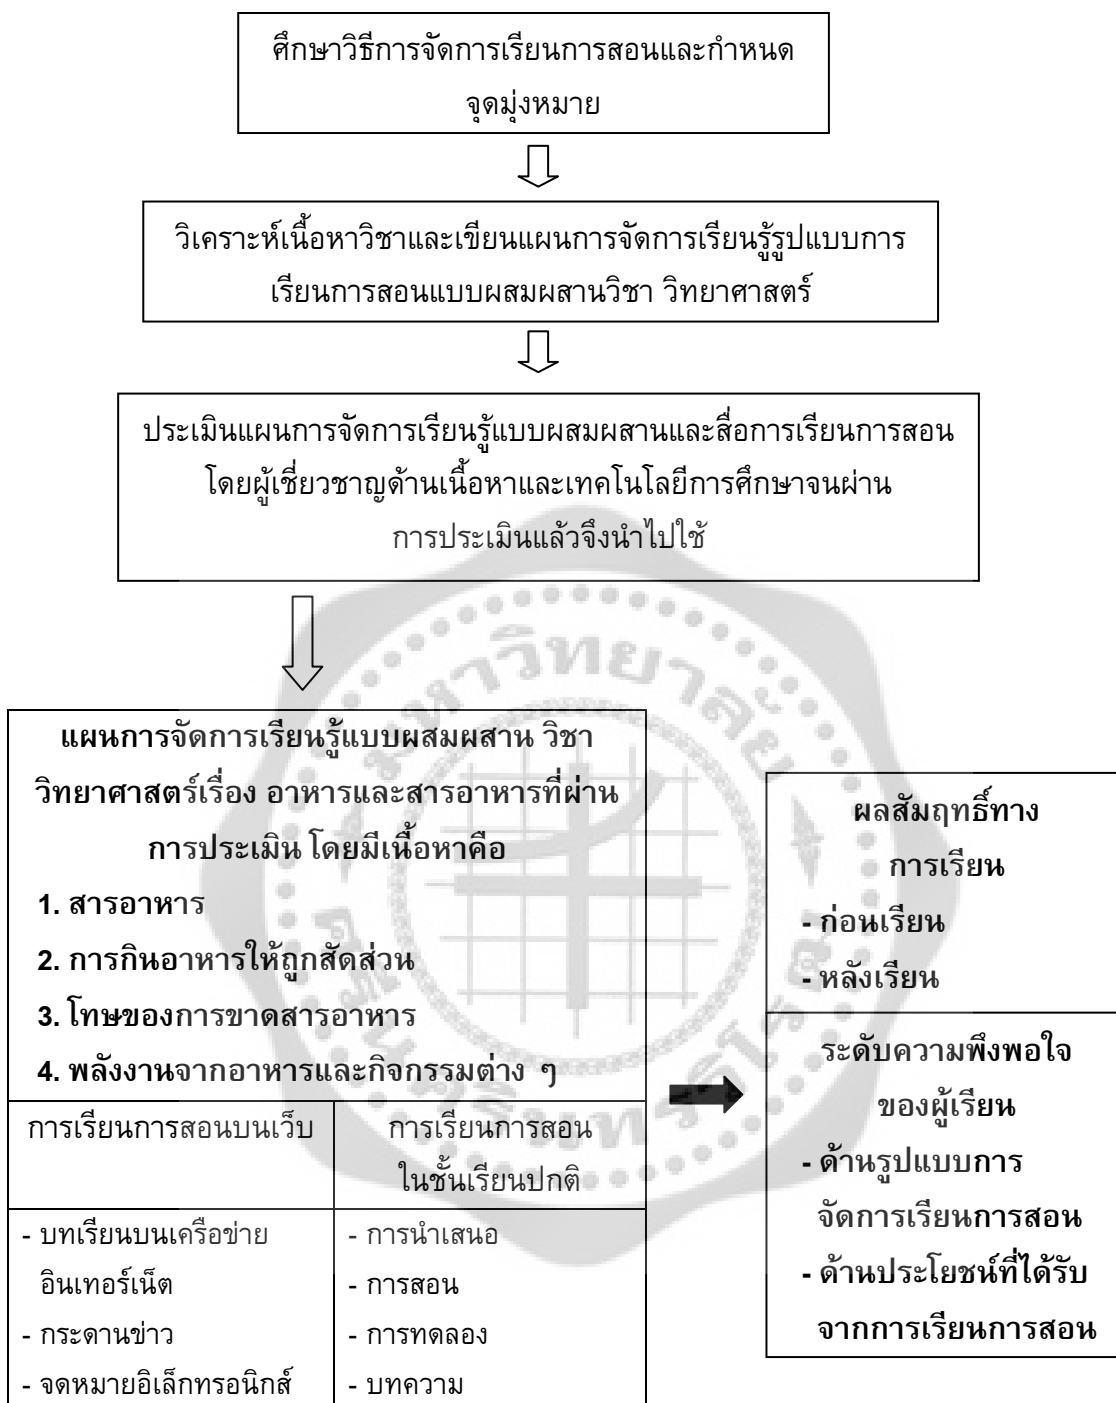 ศึกษาวิธีการจัดการเรียนการสอนและกำหนด
จุดมุ่งหมาย
วิเคราะห์เนื้อหาวิชาและเขียนแผนการจัดการเรียนรู้รูปแบบการ
เรียนการสอนแบบผสมผสานวิชา วิทยาศาสตร์
ประเมินแผนการจัดการเรียนรู้แบบผสมผสานและสื่อการเรียนการสอน
โดยผู้เชี่ยวชาญด้านเนื้อหาและเทคโนโลยีการศึกษาจนผ่าน
การประเมินแล้วจึงนำไปใช้
แผนการจัดการเรียนรู้แบบผสมผสาน วิชา
วิทยาศาสตร์เรื่อง อาหารและสารอาหารที่ผ่าน
การประเมิน โดยมีเนื้อหาคือ
1. สารอาหาร
2. การกินอาหารให้ถูกสัดส่วน
3. โทษของการขาดสารอาหาร
4. พลังงานจากอาหารและกิจกรรมต่าง ๆ
การเรียนการสอนบนเว็บ
- บทเรียนบนเครือข่าย
อินเทอร์เน็ต
- กระดานข่าว
- จดหมายอิเล็กทรอนิกส์
การเรียนการสอน
ในชั้นเรียนปกติ
- การนำเสนอ
- การสอน
- การทดลอง
- บทความ
ผลสัมฤทธิ์ทาง
การเรียน
- ก่อนเรียน
- หลังเรียน
ระดับความพึงพอใจ
ของผู้เรียน
- ด้านรูปแบบการ
จัดการเรียนการสอน
- ด้านประโยชน์ที่ได้รับ
จากการเรียนการสอน
มหาวิทยาลัย
ศรีนครินทรวิโรฒ